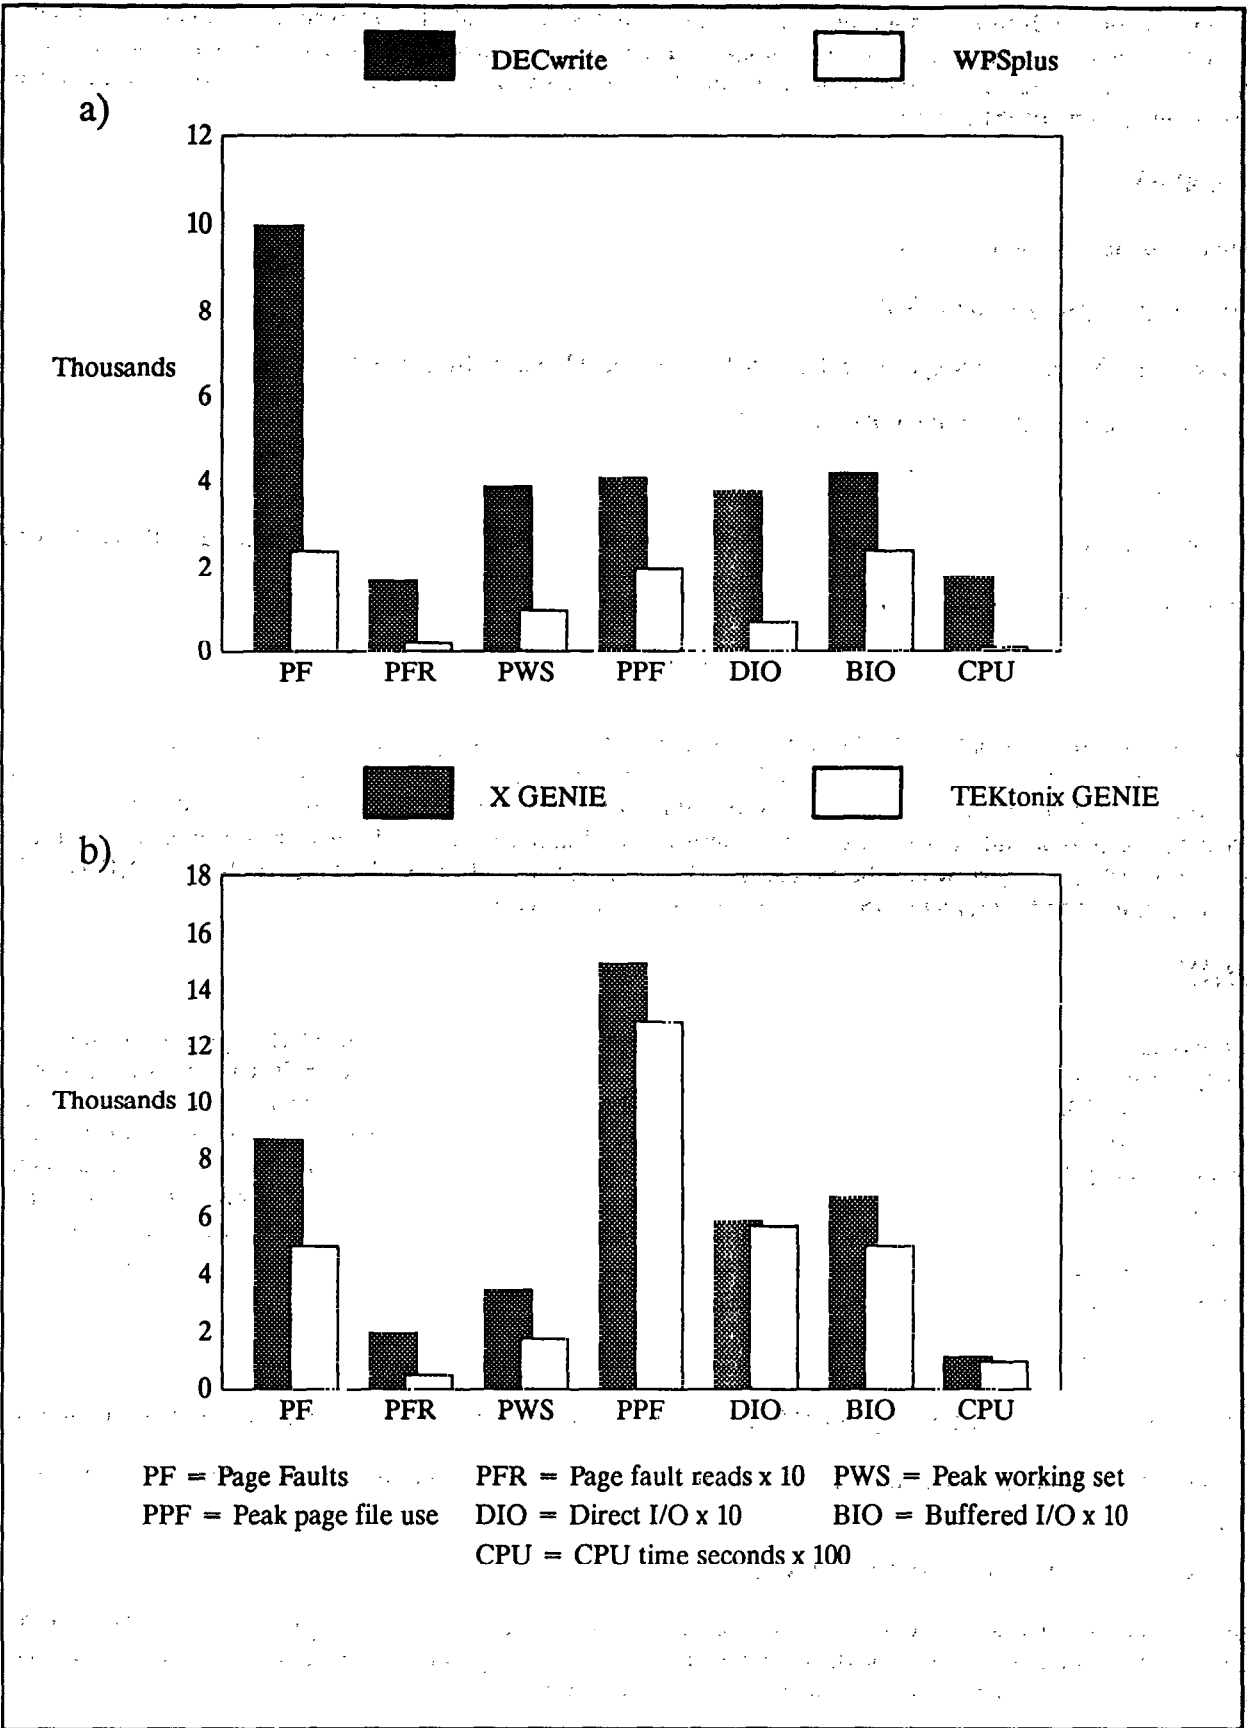 DECwrite WPSplus
a)
12
10
8
Thousands
6
4
2
0
PF PFR PWS PPF DIO BIO CPU
X GENIE TEKtonix GENIE
b)
18
16
14
12
Thousands 10
8
6
4
2
0
PF PFR PWS PPF DIO BIO CPU
PF = Page Faults PFR = Page fault reads x 10 PWS = Peak working set
PPF = Peak page file use DIO = Direct I/O x 10 BIO = Buffered I/O x 10
CPU = CPU time seconds x 100